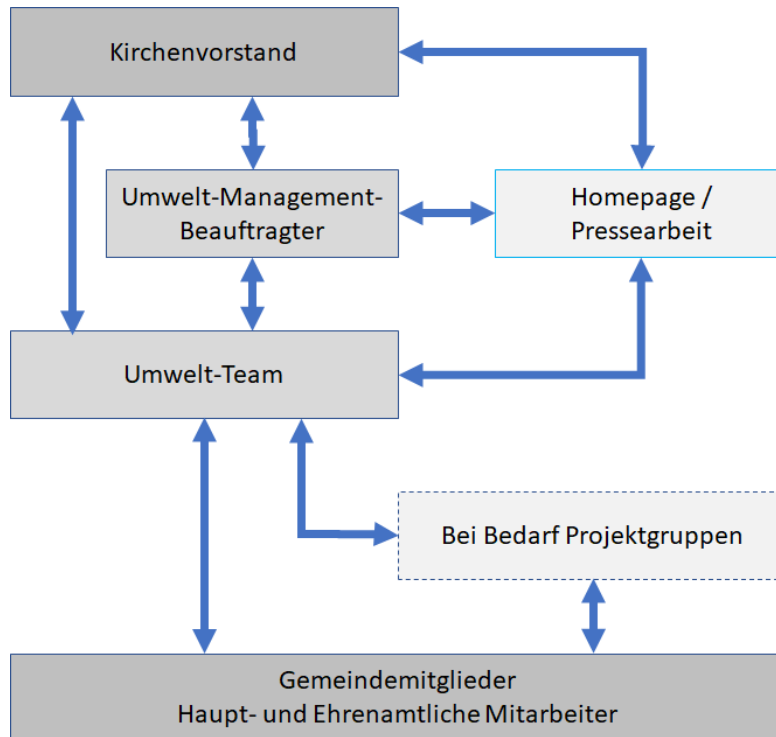 Kirchenvorstand
Umwelt-Management-
Beauftragter
Homepage /
Pressearbeit
Umwelt-Team
Bei Bedarf Projektgruppen
Gemeindemitglieder
Haupt- und Ehrenamtliche Mitarbeiter